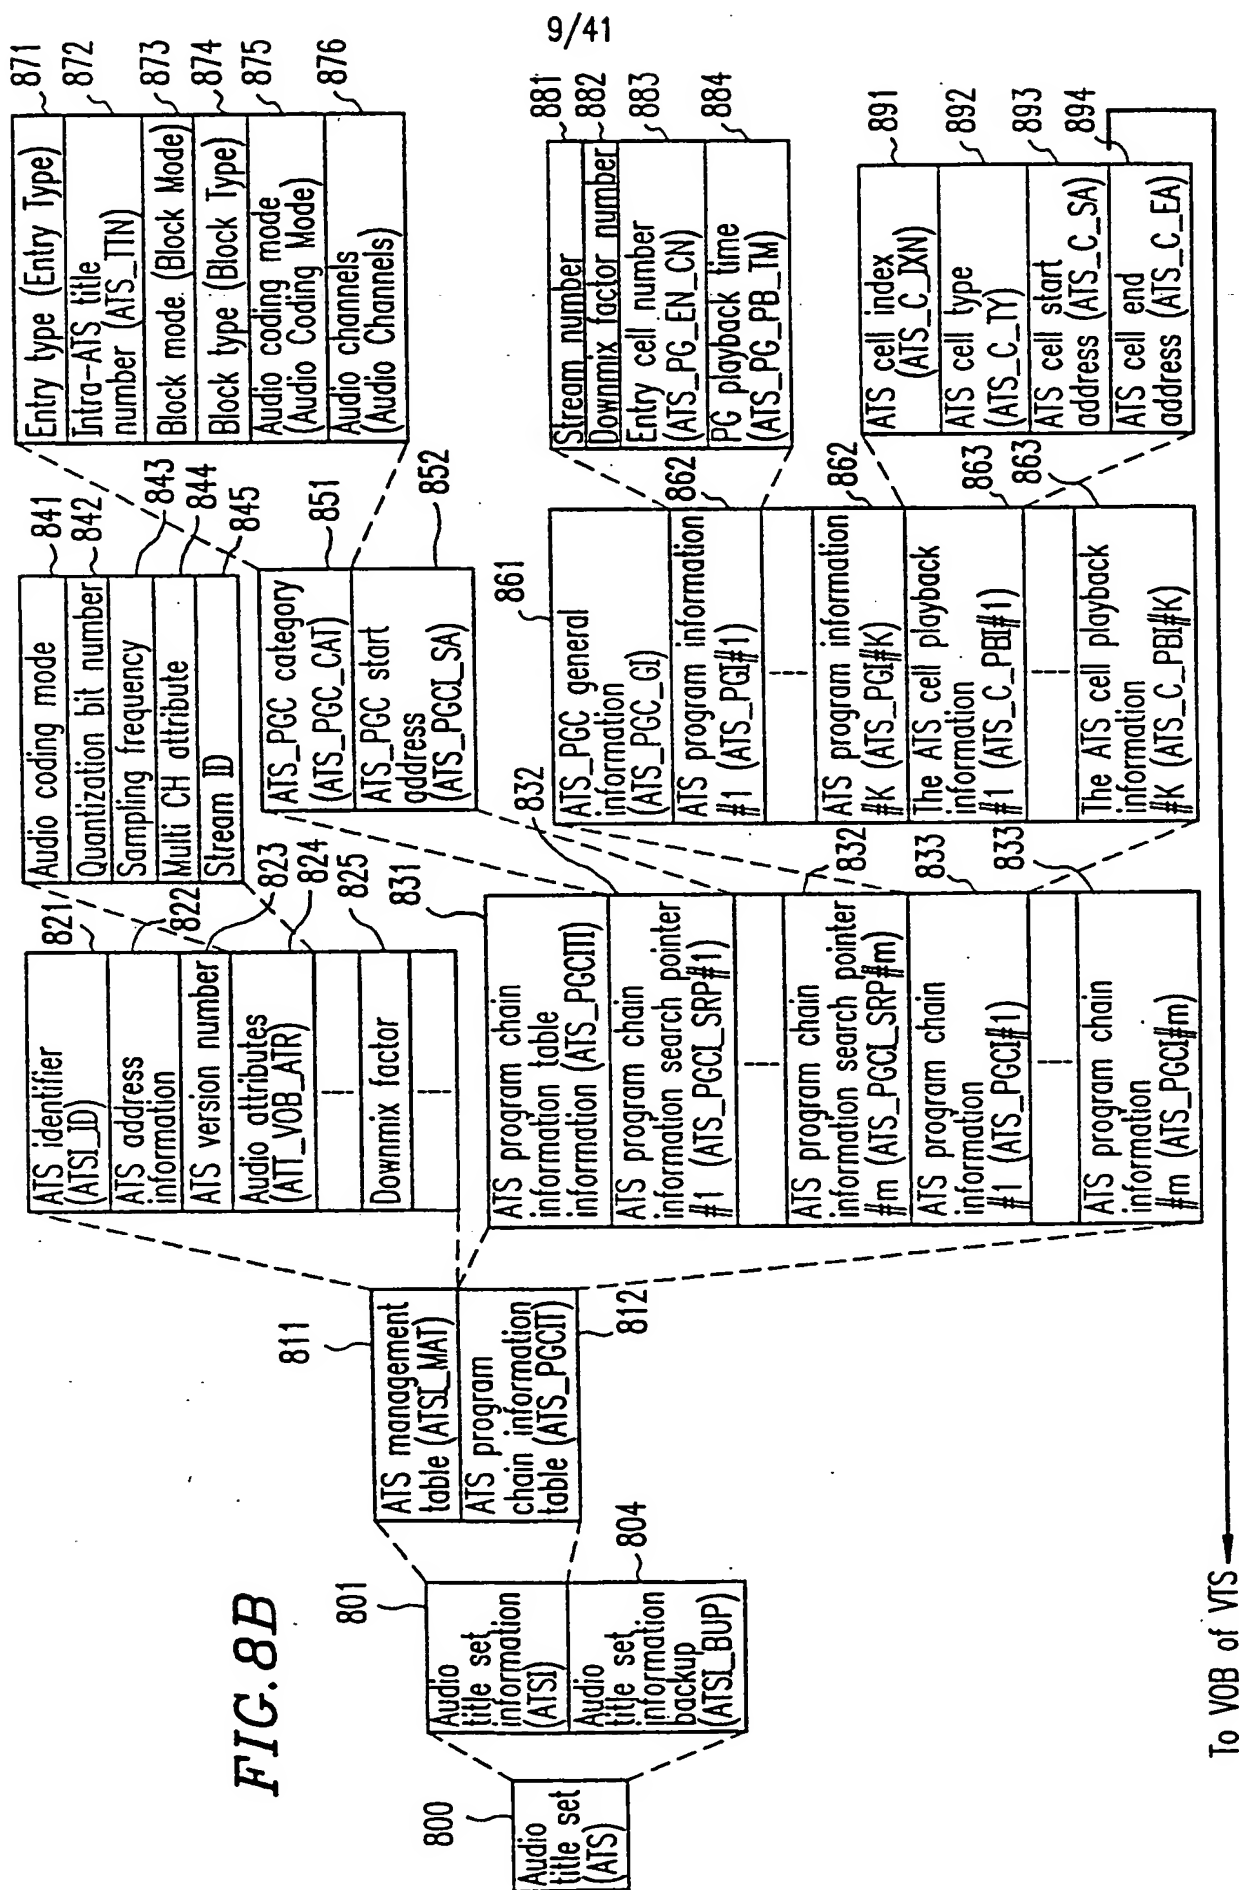 9/41
FIG.8B
800
Audio
title set
(ATS)
801
Audio
title set
information
(ATSI)
804
Audio
title set
information
backup
(ATSI_BUP)
811
ATS management
table (ATSI_MAT)
ATS program
chain information
table (ATS_PGCIT)
812
ATS identifier
(ATSI_ID)
821
ATS address
information
822
ATS version number
823
Audio attributes
(ATT_VOB_ATR)
824
Downmix factor
825
ATS program chain
information table
information (ATS_PGCITI)
831
ATS program chain
information search pointer
#1 (ATS_PGCI_SRP#1)
832
ATS program chain
information search pointer
#m (ATS_PGCI_SRP#m)
832
ATS program chain
information
#1 (ATS_PGCI#1)
833
ATS program chain
information
#m (ATS_PGCI#m)
833
Audio coding mode
841
Quantization bit number
842
Sampling frequency
843
Multi CH attribute
844
Stream ID
845
ATS_PGC category
(ATS_PGC_CAT)
851
ATS_PGC start
address
(ATS_PGCI_SA)
852
ATS_PGC general
information
(ATS_PGC_GI)
861
ATS program information
#1 (ATS_PGI#1)
862
ATS program information
#K (ATS_PGI#K)
862
The ATS cell playback
information
#1 (ATS_C_PBI#1)
863
The ATS cell playback
information
#K (ATS_C_PBI#K)
863
Entry type (Entry Type)
871
Intra-ATS title
number (ATS_TTN)
872
Block mode. (Block Mode)
873
Block type (Block Type)
874
Audio coding mode
(Audio Coding Mode)
875
Audio channels
(Audio Channels)
876
Stream number
881
Downmix factor number
882
Entry cell number
(ATS_PG_EN_CN)
883
PG playback time
(ATS_PG_PB_TM)
884
ATS cell index
(ATS_C_IXN)
891
ATS cell type
(ATS_C_TY)
892
ATS cell start
address (ATS_C_SA)
893
ATS cell end
address (ATS_C_EA)
894
To VOB of VTS